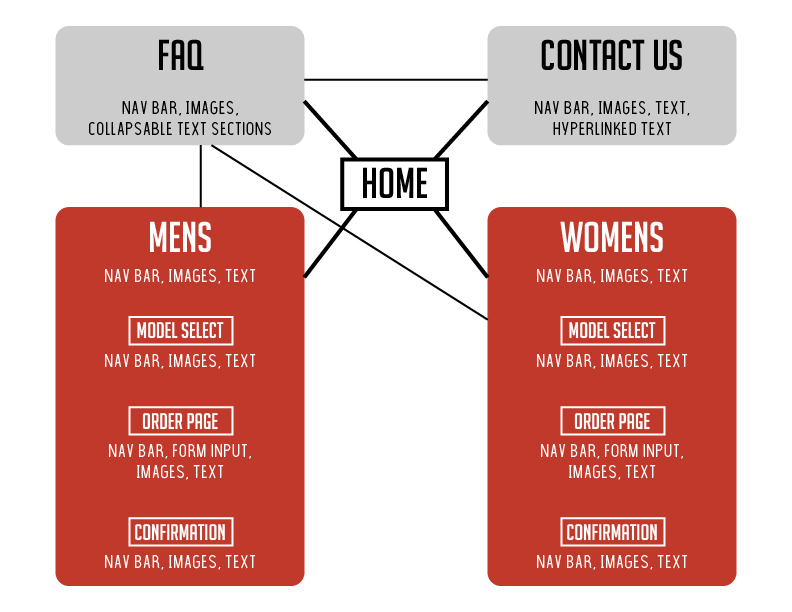 FAQ
NAV BAR, IMAGES,
COLLAPSABLE TEXT SECTIONS
CONTACT US
NAV BAR, IMAGES, TEXT,
HYPERLINKED TEXT
HOME
MENS
NAV BAR, IMAGES, TEXT
MODEL SELECT
NAV BAR, IMAGES, TEXT
ORDER PAGE
NAV BAR, FORM INPUT,
IMAGES, TEXT
CONFIRMATION
NAV BAR, IMAGES, TEXT
WOMENS
NAV BAR, IMAGES, TEXT
MODEL SELECT
NAV BAR, IMAGES, TEXT
ORDER PAGE
NAV BAR, FORM INPUT,
IMAGES, TEXT
CONFIRMATION
NAV BAR, IMAGES, TEXT